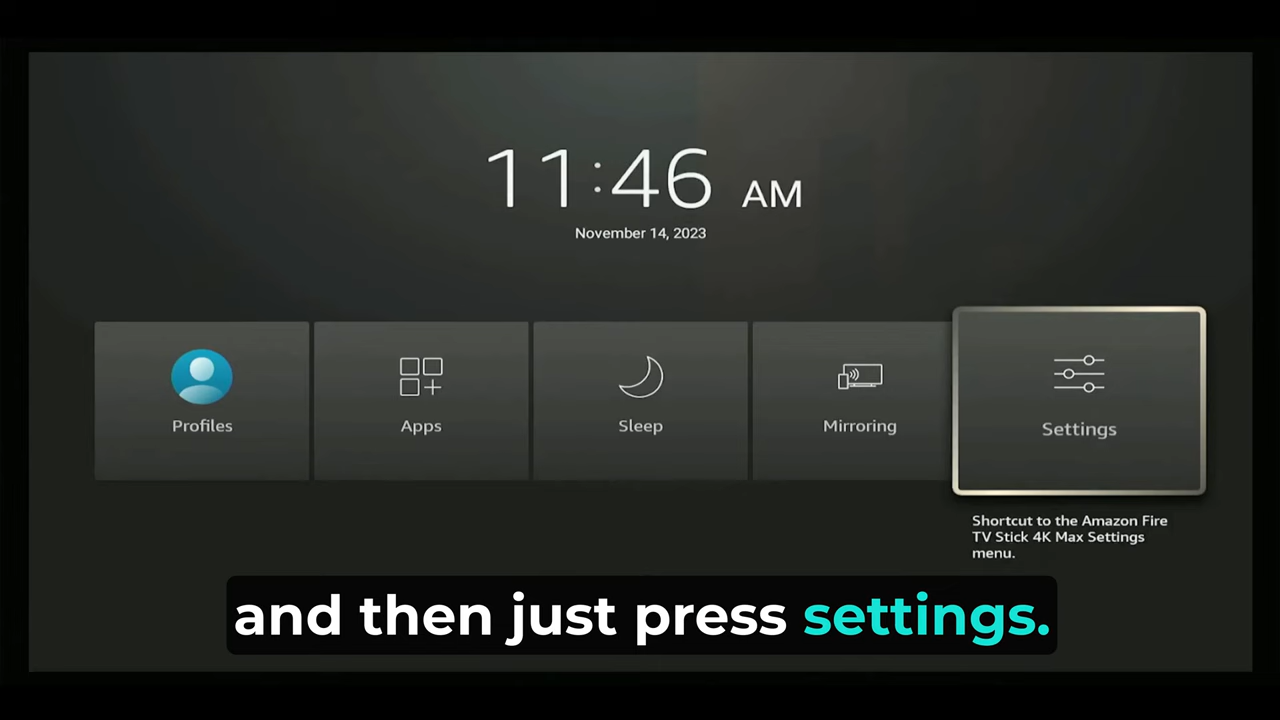 11:46 AM
November 14, 2023
Profiles
Apps
Sleep
Mirroring
Settings
Shortcut to the Amazon Fire
TV Stick 4K Max Settings
menu.
and then just press settings.